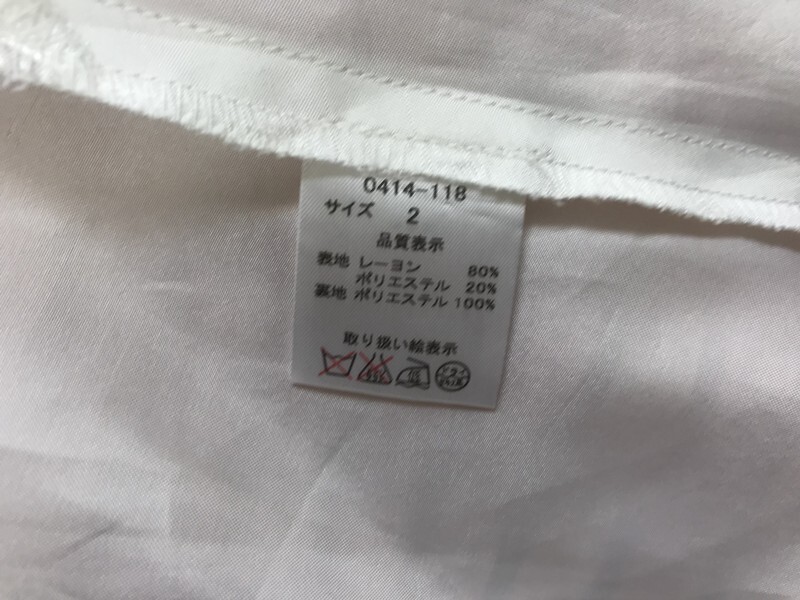 0414-118
サイズ 2
品質表示
表地 レーヨン 80%
ポリエステル 20%
裏地 ポリエステル 100%
取り扱い絵表示